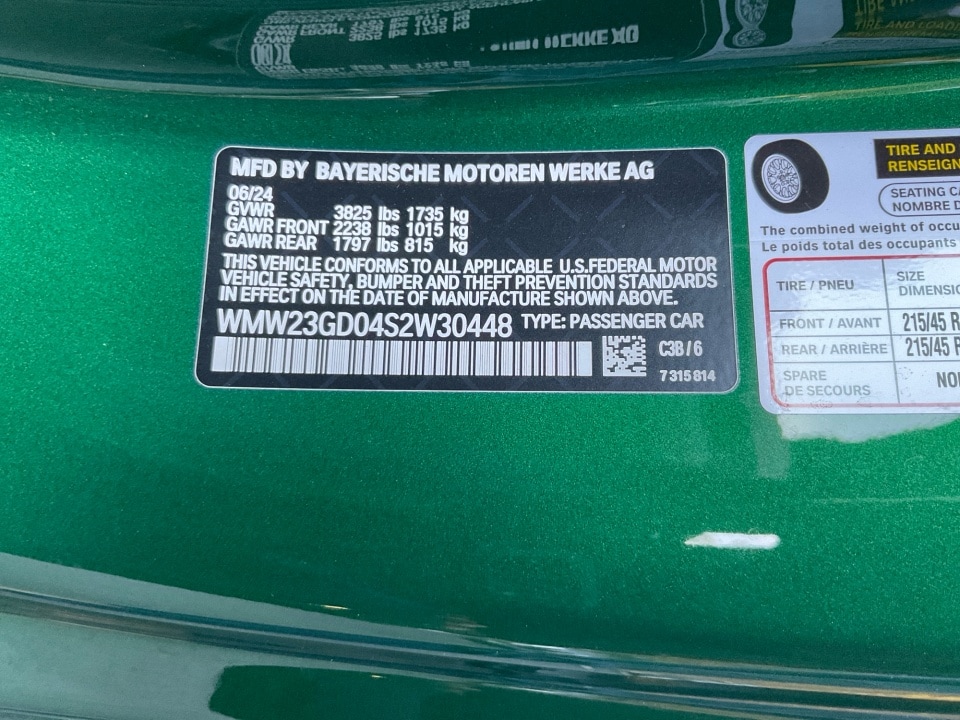 MFD BY BAYERISCHE MOTOREN WERKE AG
06/24
GVWR 3825 lbs 1735 kg
GAWR FRONT 2238 lbs 1015 kg
GAWR REAR 1797 lbs 815 kg
THIS VEHICLE CONFORMS TO ALL APPLICABLE U.S.FEDERAL MOTOR
VEHICLE SAFETY, BUMPER AND THEFT PREVENTION STANDARDS
IN EFFECT ON THE DATE OF MANUFACTURE SHOWN ABOVE.
WMW23GD04S2W30448 TYPE: PASSENGER CAR
C3B / 6
7315814
TIRE AND
RENSEIGN
SEATING CA
NOMBRE D
The combined weight of occu
Le poids total des occupants
TIRE / PNEU
SIZE
DIMENSIO
FRONT / AVANT 215/45 R
REAR / ARRIÈRE 215/45 R
SPARE
DE SECOURS
NO